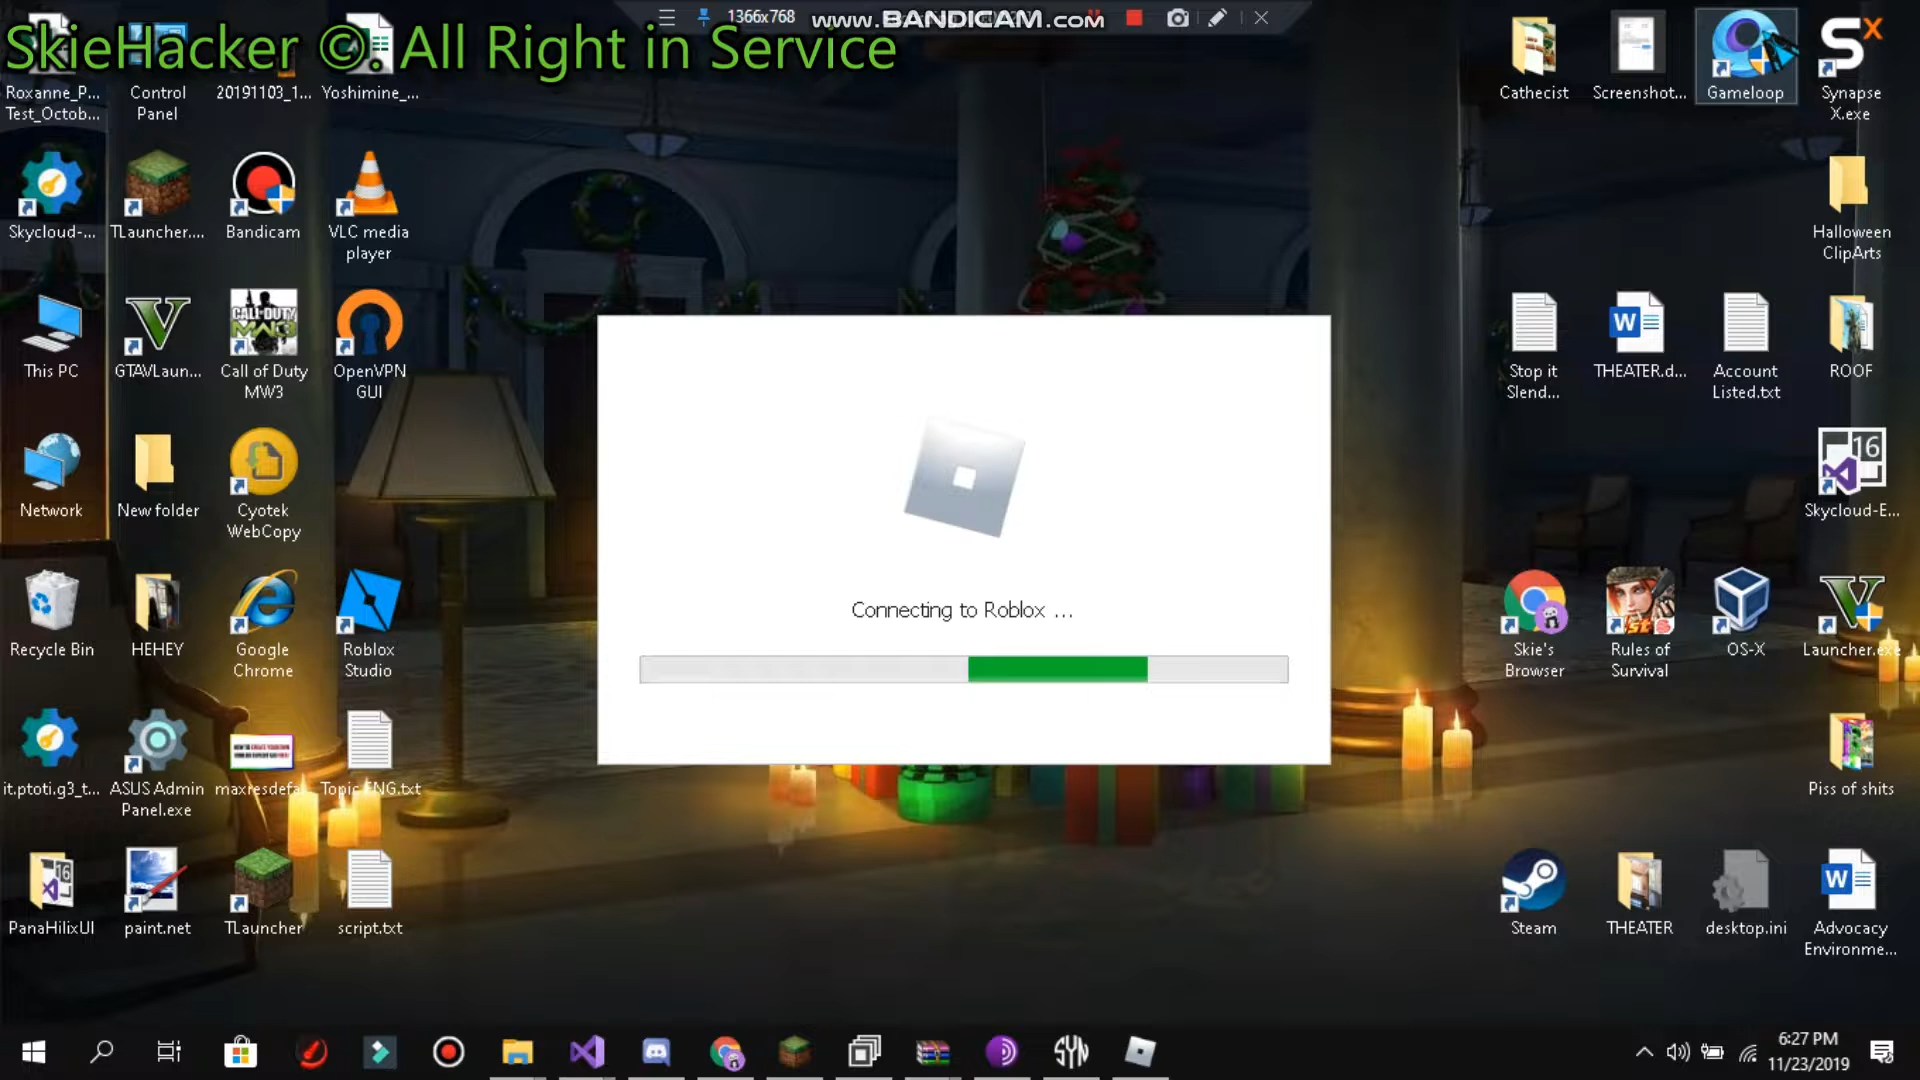 1366x768
www.BANDICAM.com
SkieHacker ©. All Right in Service
Roxanne_P...
Test_Octob...
Control
Panel
20191103_1...
Yoshimine_...
Cathecist
Screenshot...
Gameloop
Synapse
X.exe
Skycloud-...
TLauncher....
Bandicam
VLC media
player
Halloween
ClipArts
This PC
GTAVLaun...
Call of Duty
MW3
OpenVPN
GUI
Stop it
Slend...
THEATER.d...
Account
Listed.txt
ROOF
Network
New folder
Cyotek
WebCopy
Skycloud-E...
Recycle Bin
HEHEY
Google
Chrome
Roblox
Studio
Connecting to Roblox ...
Skie's
Browser
Rules of
Survival
OS-X
Launcher.exe
it.ptoti.g3_t...
ASUS Admin
Panel.exe
maxresdefa...
Topic ENG.txt
Piss of shits
PanaHilixUI
paint.net
TLauncher
script.txt
Steam
THEATER
desktop.ini
Advocacy
Environme...
SYN
6:27 PM
11/23/2019